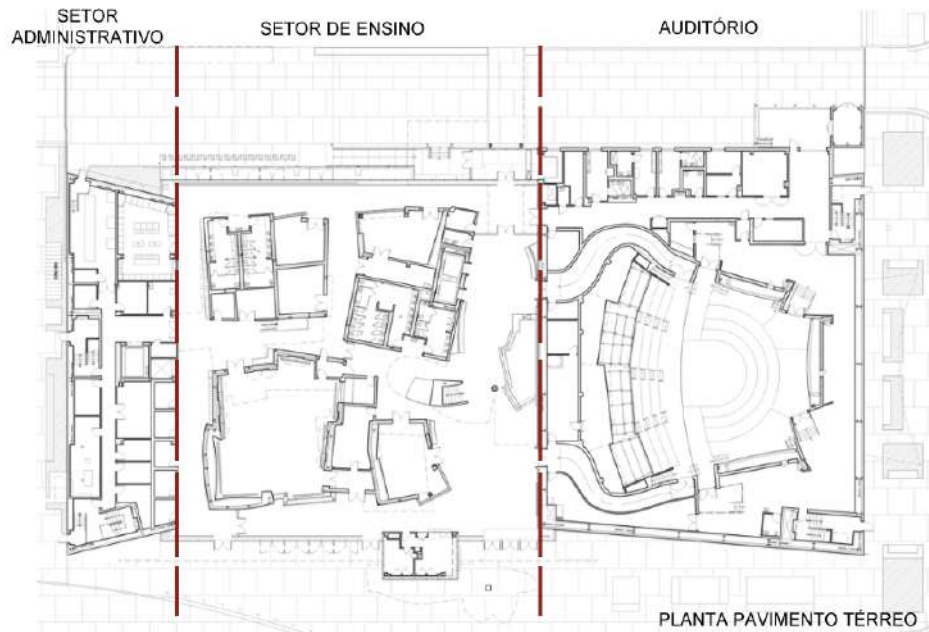 SETOR
ADMINISTRATIVO
SETOR DE ENSINO
AUDITÓRIO
PLANTA PAVIMENTO TÉRREO